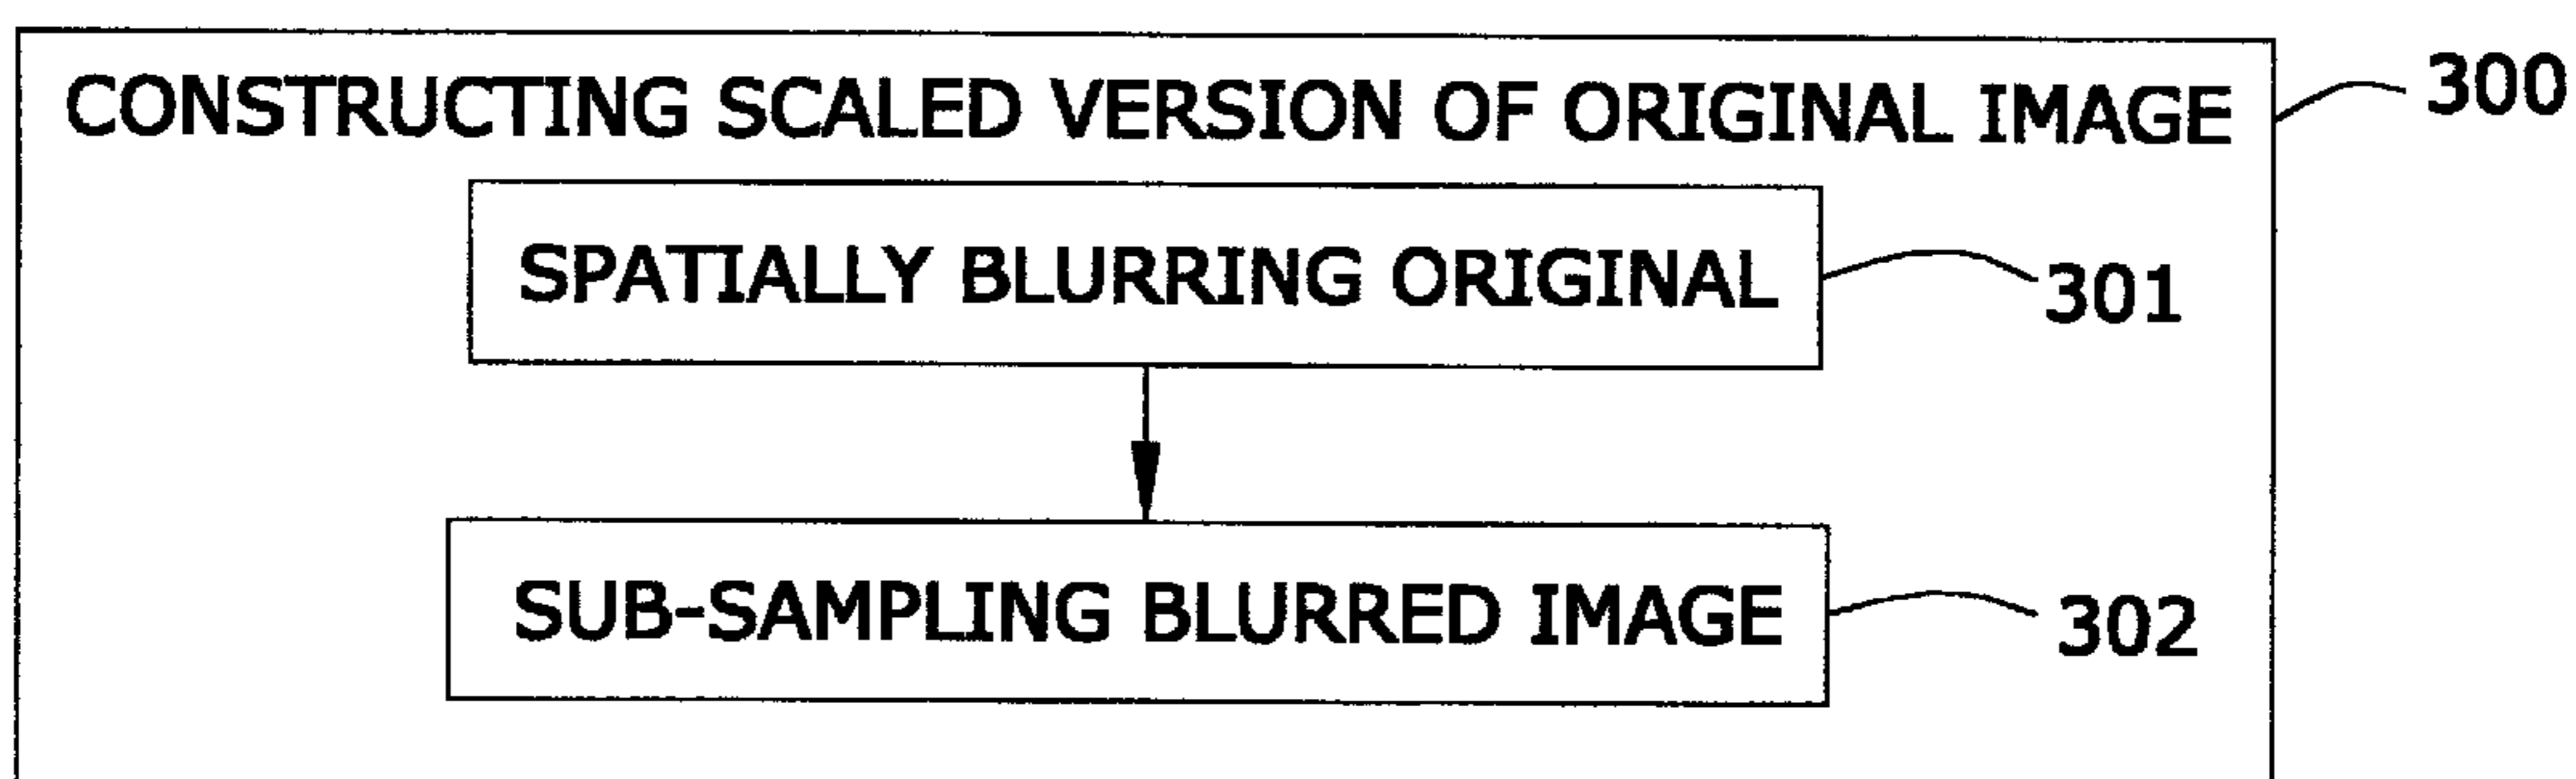 CONSTRUCTING SCALED VERSION OF ORIGINAL IMAGE
300
SPATIALLY BLURRING ORIGINAL
301
SUB-SAMPLING BLURRED IMAGE
302